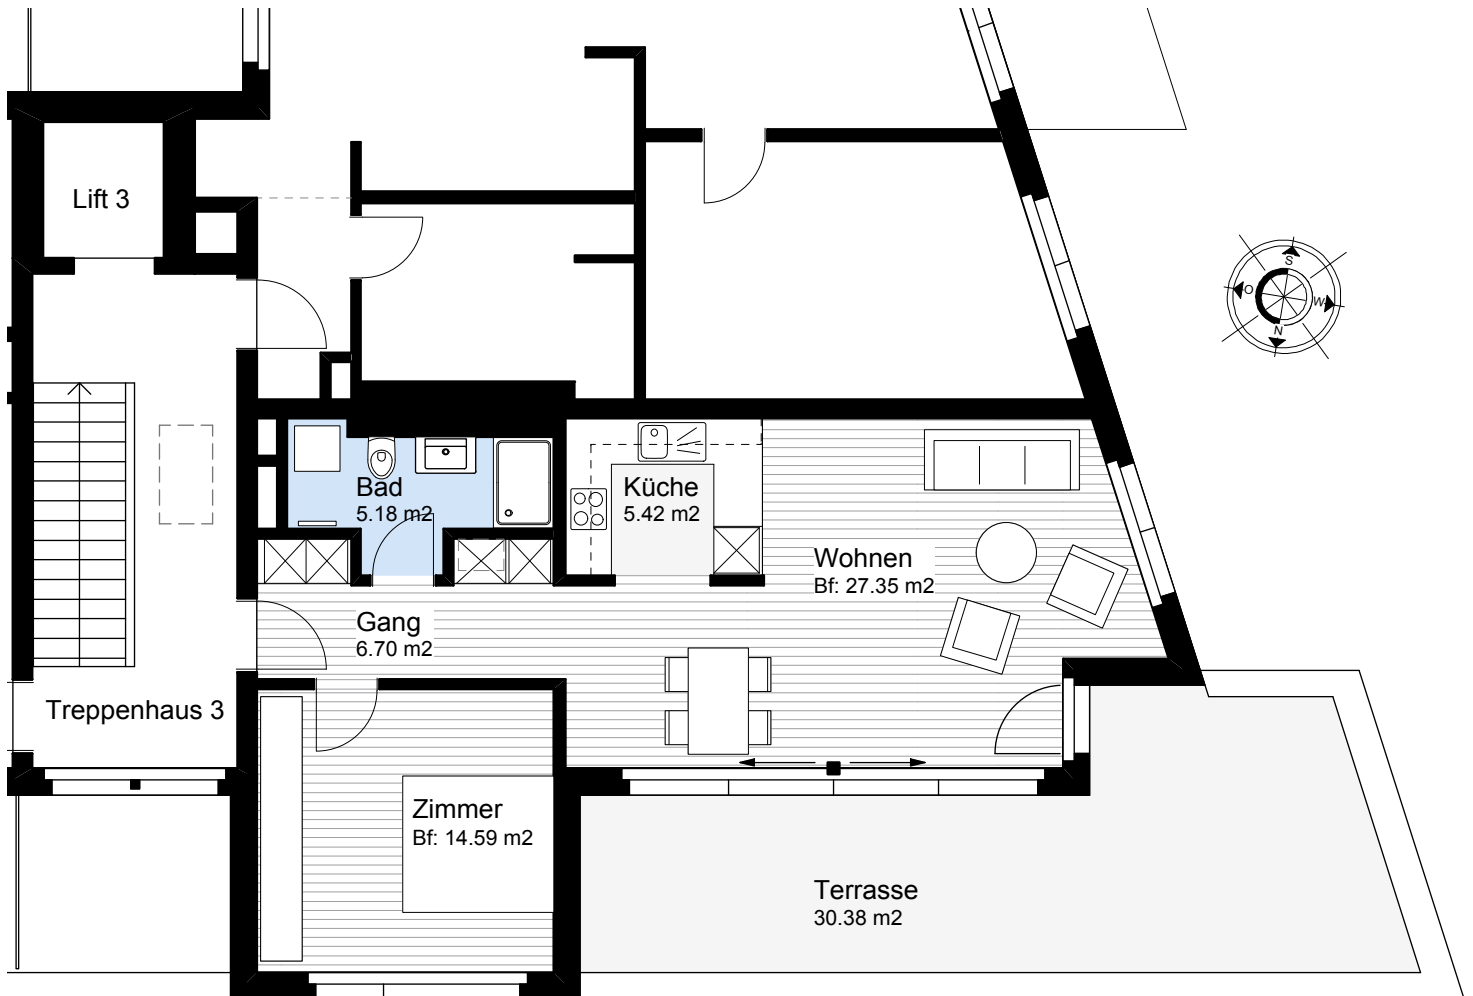 Lift 3
S
O
W
N
Bad
5.18 m2
Küche
5.42 m2
Wohnen
Bf: 27.35 m2
Gang
6.70 m2
Treppenhaus 3
Zimmer
Bf: 14.59 m2
Terrasse
30.38 m2